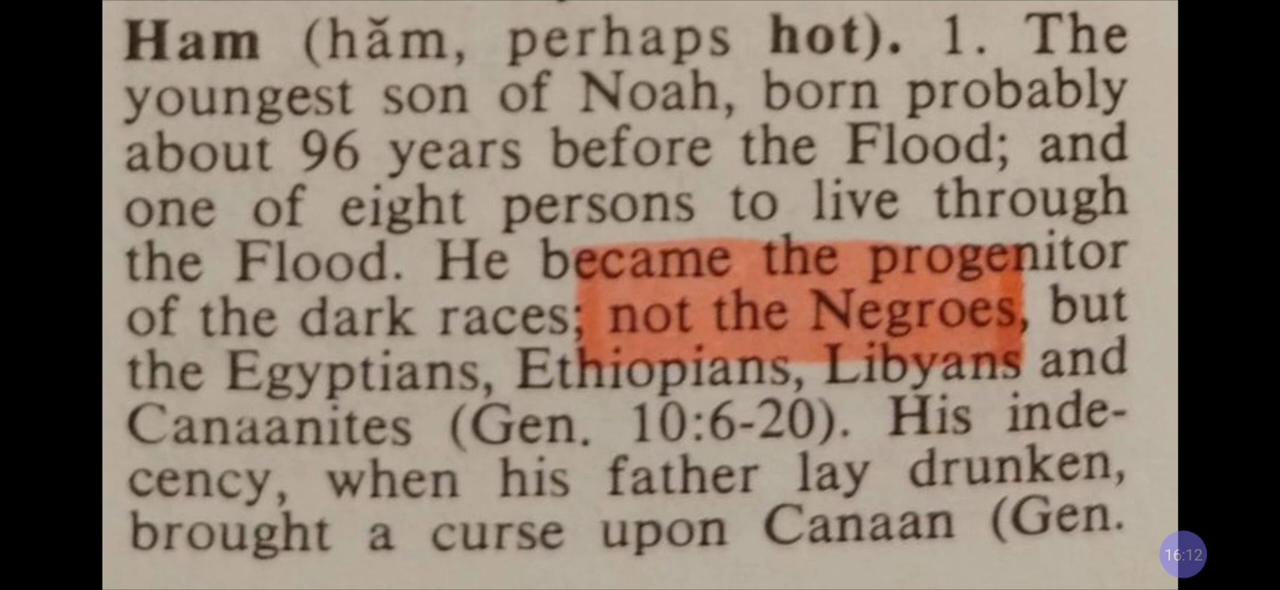 Ham (hăm, perhaps hot). 1. The
youngest son of Noah, born probably
about 96 years before the Flood; and
one of eight persons to live through
the Flood. He became the progenitor
of the dark races; not the Negroes, but
the Egyptians, Ethiopians, Libyans and
Canaanites (Gen. 10:6-20). His inde-
cency, when his father lay drunken,
brought a curse upon Canaan (Gen.
16:12